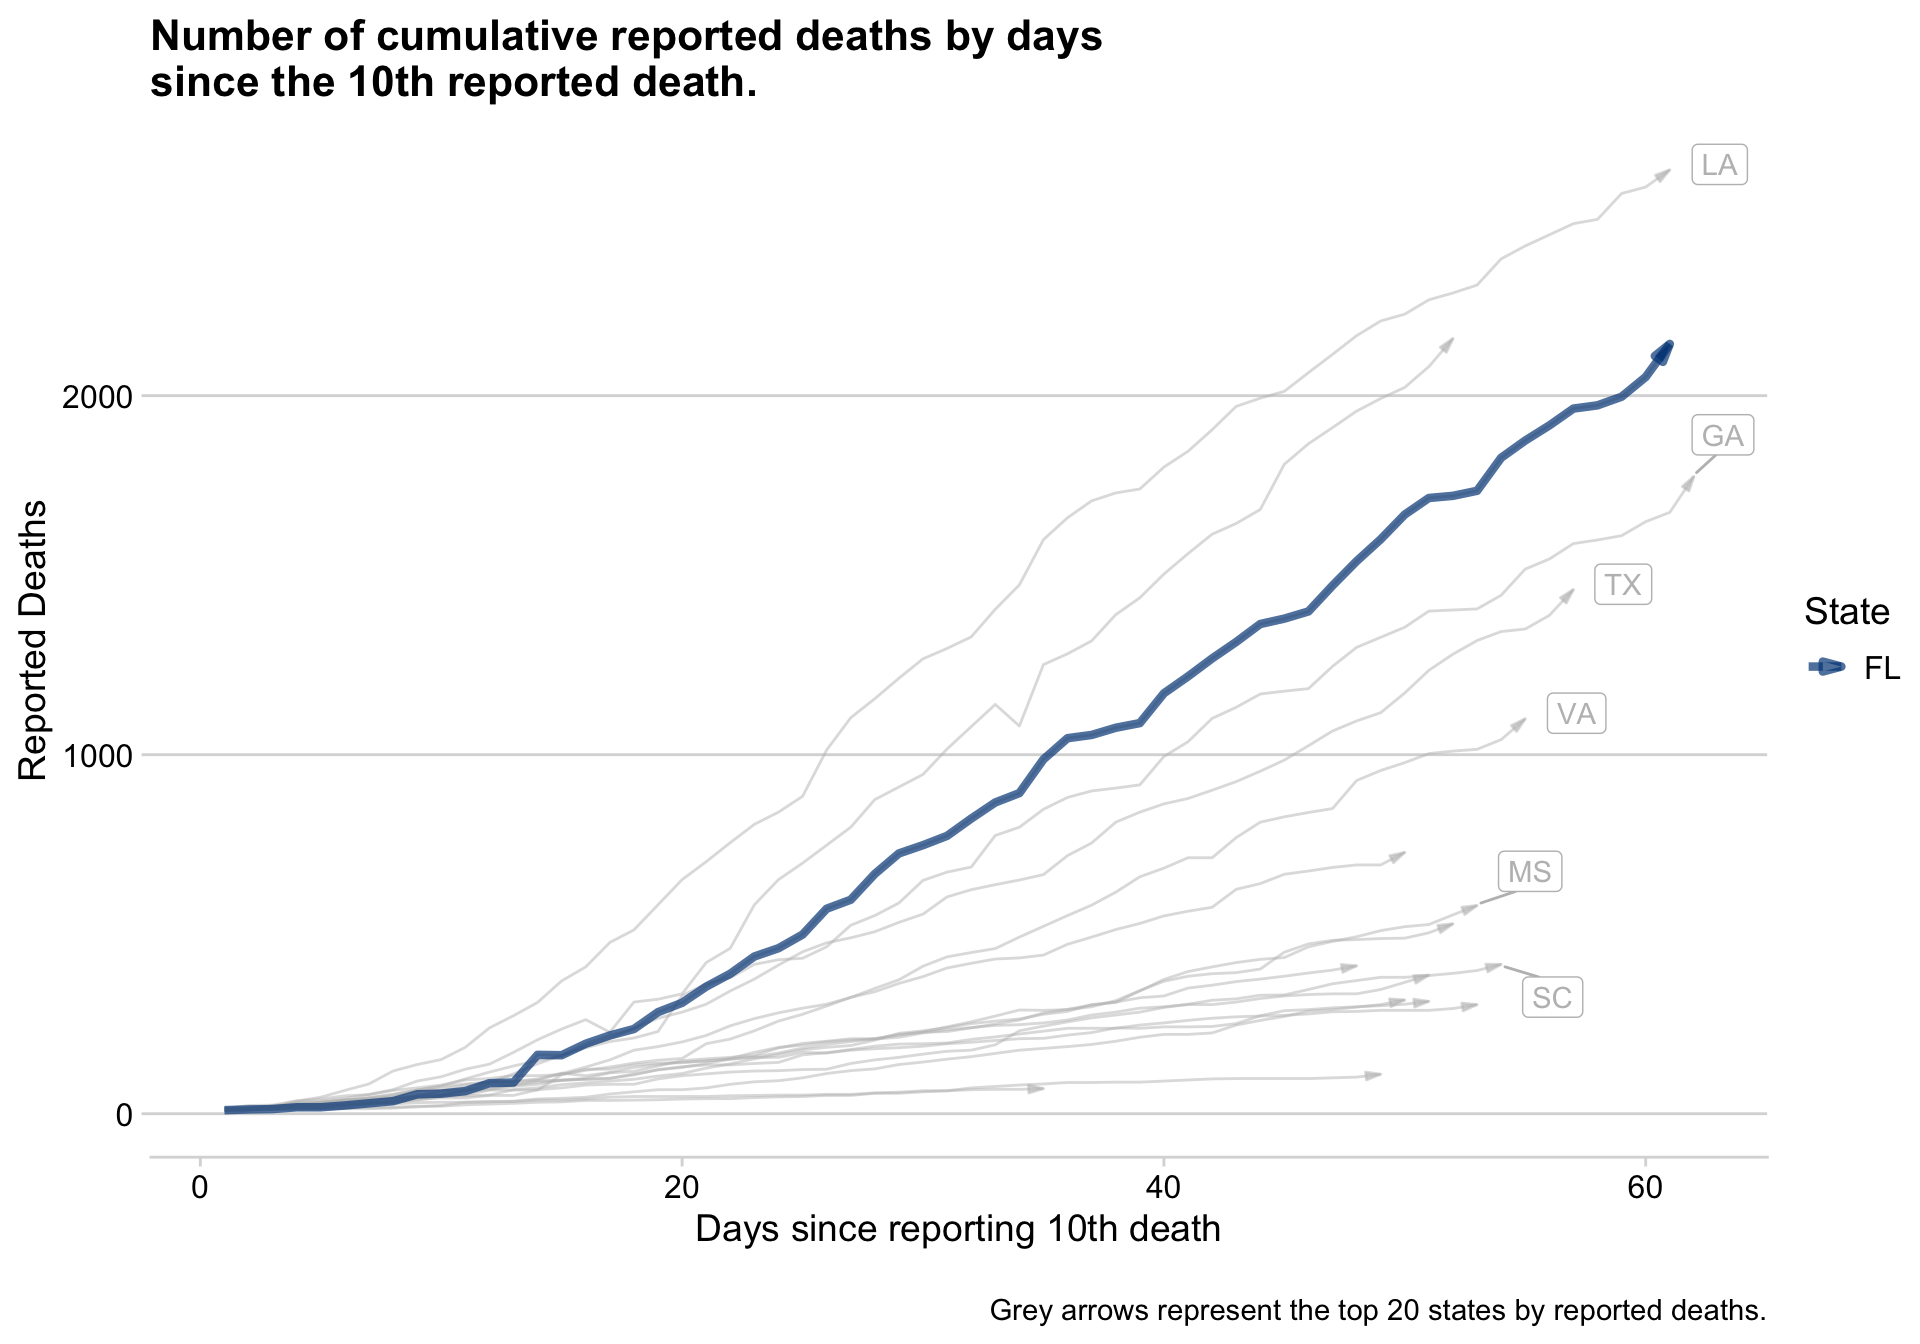 Number of cumulative reported deaths by days
since the 10th reported death.
LA
2000
GA
TX
State
FL
VA
1000
MS
SC
0
Reported Deaths
0 20 40 60
Days since reporting 10th death
Grey arrows represent the top 20 states by reported deaths.